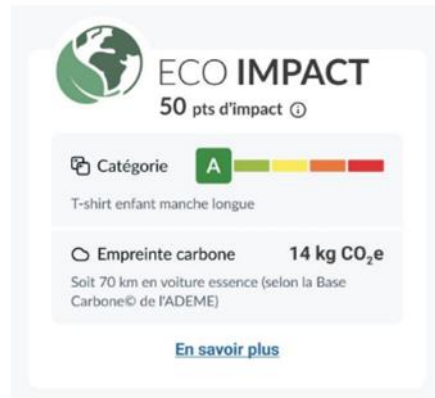 ECO IMPACT
50 pts d'impact ⓘ
Catégorie A
T-shirt enfant manche longue
Empreinte carbone 14 kg CO₂e
Soit 70 km en voiture essence (selon la Base
Carbone© de l'ADEME)
En savoir plus